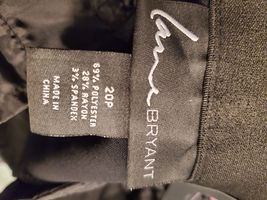 Lane
BRYANT
20P
69% POLYESTER
28% RAYON
3% SPANDEX
MADE IN
CHINA